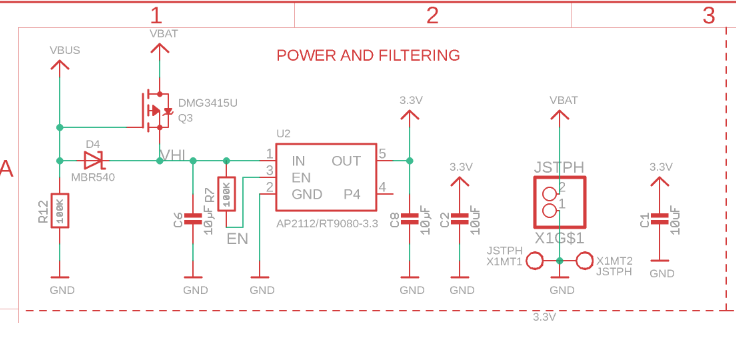 1
2
3
A
POWER AND FILTERING
VBUS
VBAT
DMG3415U
Q3
D4
MBR540
VHI
R12
100K
C6
10µF
R7
100K
EN
U2
1
IN
OUT
5
3
EN
2
GND
P4
4
AP2112/RT9080-3.3
3.3V
C8
10µF
3.3V
C2
10uF
VBAT
JSTPH
2
1
X1G$1
JSTPH
X1MT1
X1MT2
JSTPH
3.3V
C1
10uF
GND
GND
GND
GND
GND
GND
GND
3.3V